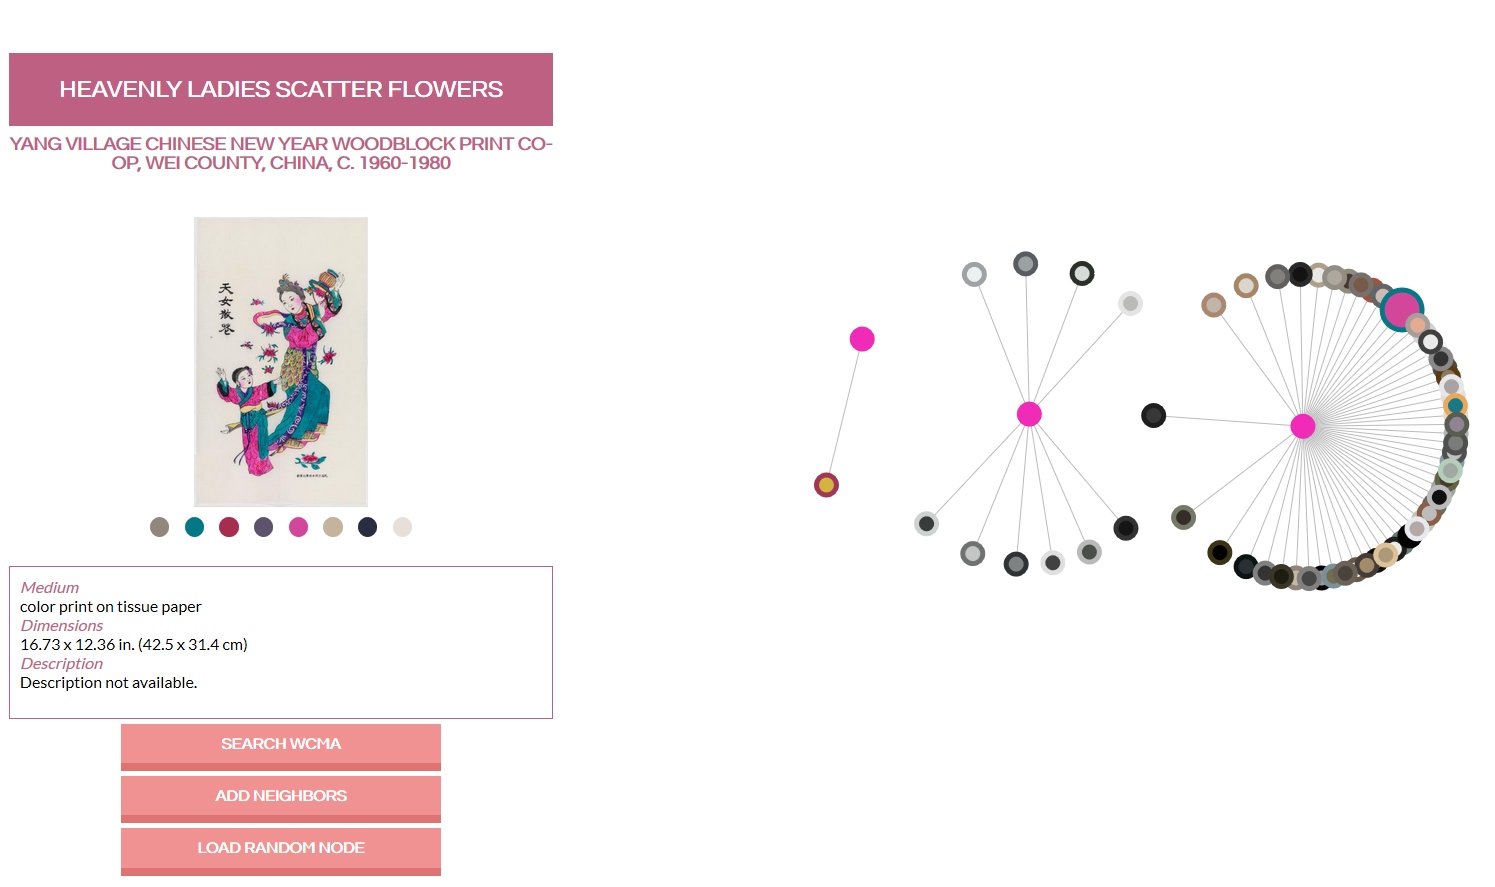 HEAVENLY LADIES SCATTER FLOWERS
YANG VILLAGE CHINESE NEW YEAR WOODBLOCK PRINT CO-
OP, WEI COUNTY, CHINA, C. 1960-1980
天女散花
Medium
color print on tissue paper
Dimensions
16.73 x 12.36 in. (42.5 x 31.4 cm)
Description
Description not available.
SEARCH WCMA
ADD NEIGHBORS
LOAD RANDOM NODE